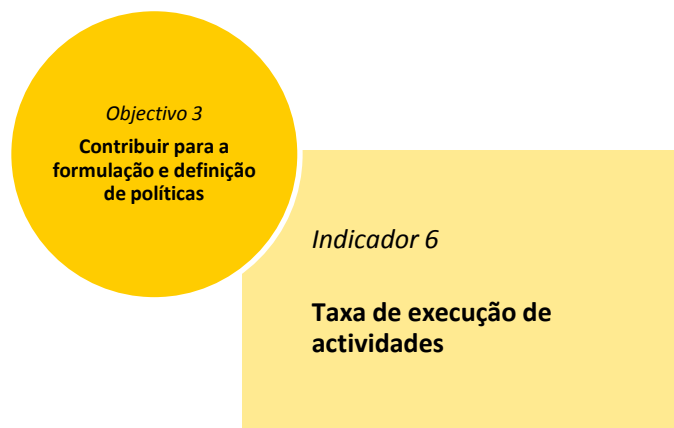 Objectivo 3
Contribuir para a
formulação e definição
de políticas
Indicador 6
Taxa de execução de
actividades